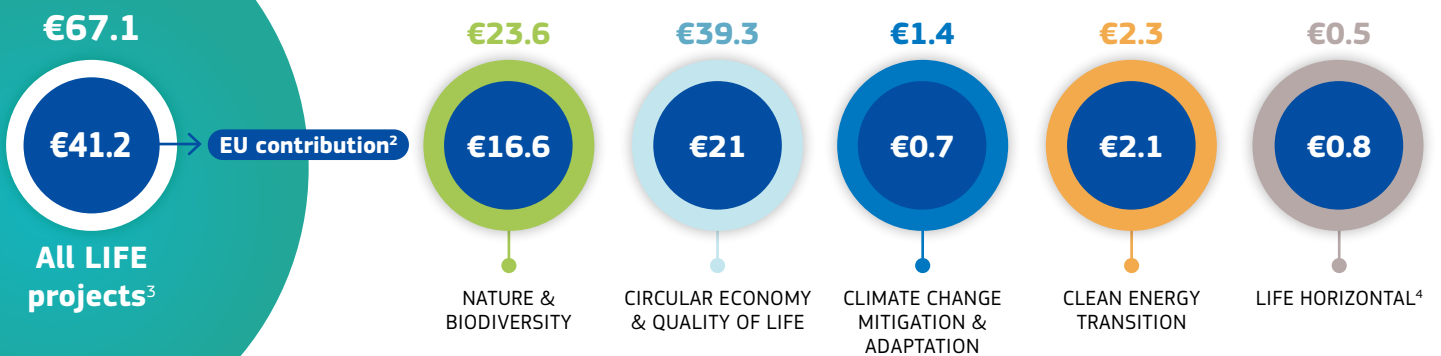 €67.1
€41.2
EU contribution²
All LIFE
projects³
€23.6
€16.6
NATURE &
BIODIVERSITY
€39.3
€21
CIRCULAR ECONOMY
& QUALITY OF LIFE
€1.4
€0.7
CLIMATE CHANGE
MITIGATION &
ADAPTATION
€2.3
€2.1
CLEAN ENERGY
TRANSITION
€0.5
€0.8
LIFE HORIZONTAL⁴